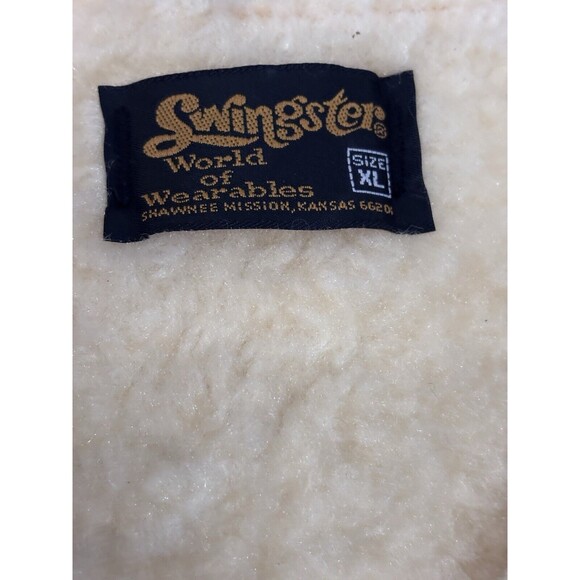 Swingster®
World
of
Wearables
SHAWNEE MISSION, KANSAS
SIZE
XL